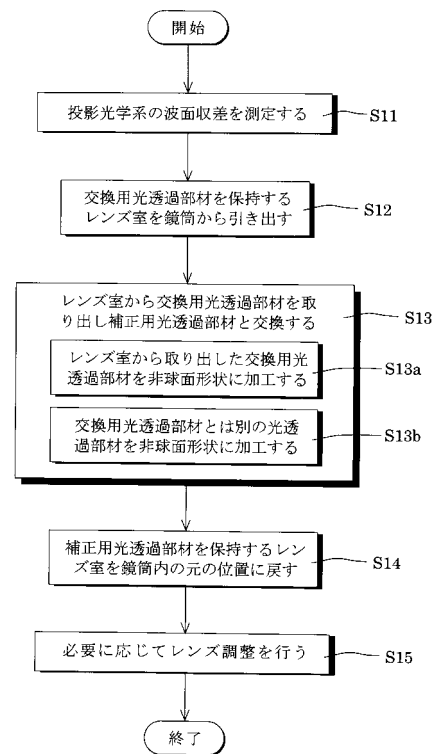 開始
投影光学系の波面収差を測定する
S11
交換用光透過部材を保持する
レンズ室を鏡筒から引き出す
S12
レンズ室から交換用光透過部材を取
り出し補正用光透過部材と交換する
S13
レンズ室から取り出した交換用光
透過部材を非球面形状に加工する
S13a
交換用光透過部材とは別の光透
過部材を非球面形状に加工する
S13b
補正用光透過部材を保持するレン
ズ室を鏡筒内の元の位置に戻す
S14
必要に応じてレンズ調整を行う
S15
終了